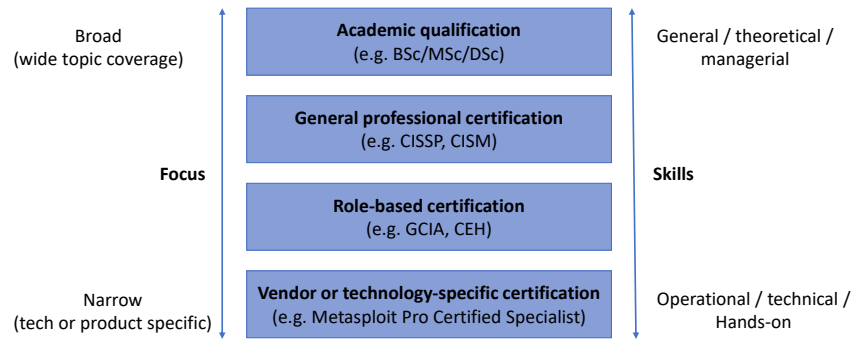 Broad
(wide topic coverage)
Academic qualification
(e.g. BSc/MSc/DSc)
General / theoretical /
managerial
General professional certification
(e.g. CISSP, CISM)
Focus
Skills
Role-based certification
(e.g. GCIA, CEH)
Narrow
(tech or product specific)
Vendor or technology-specific certification
(e.g. Metasploit Pro Certified Specialist)
Operational / technical /
Hands-on